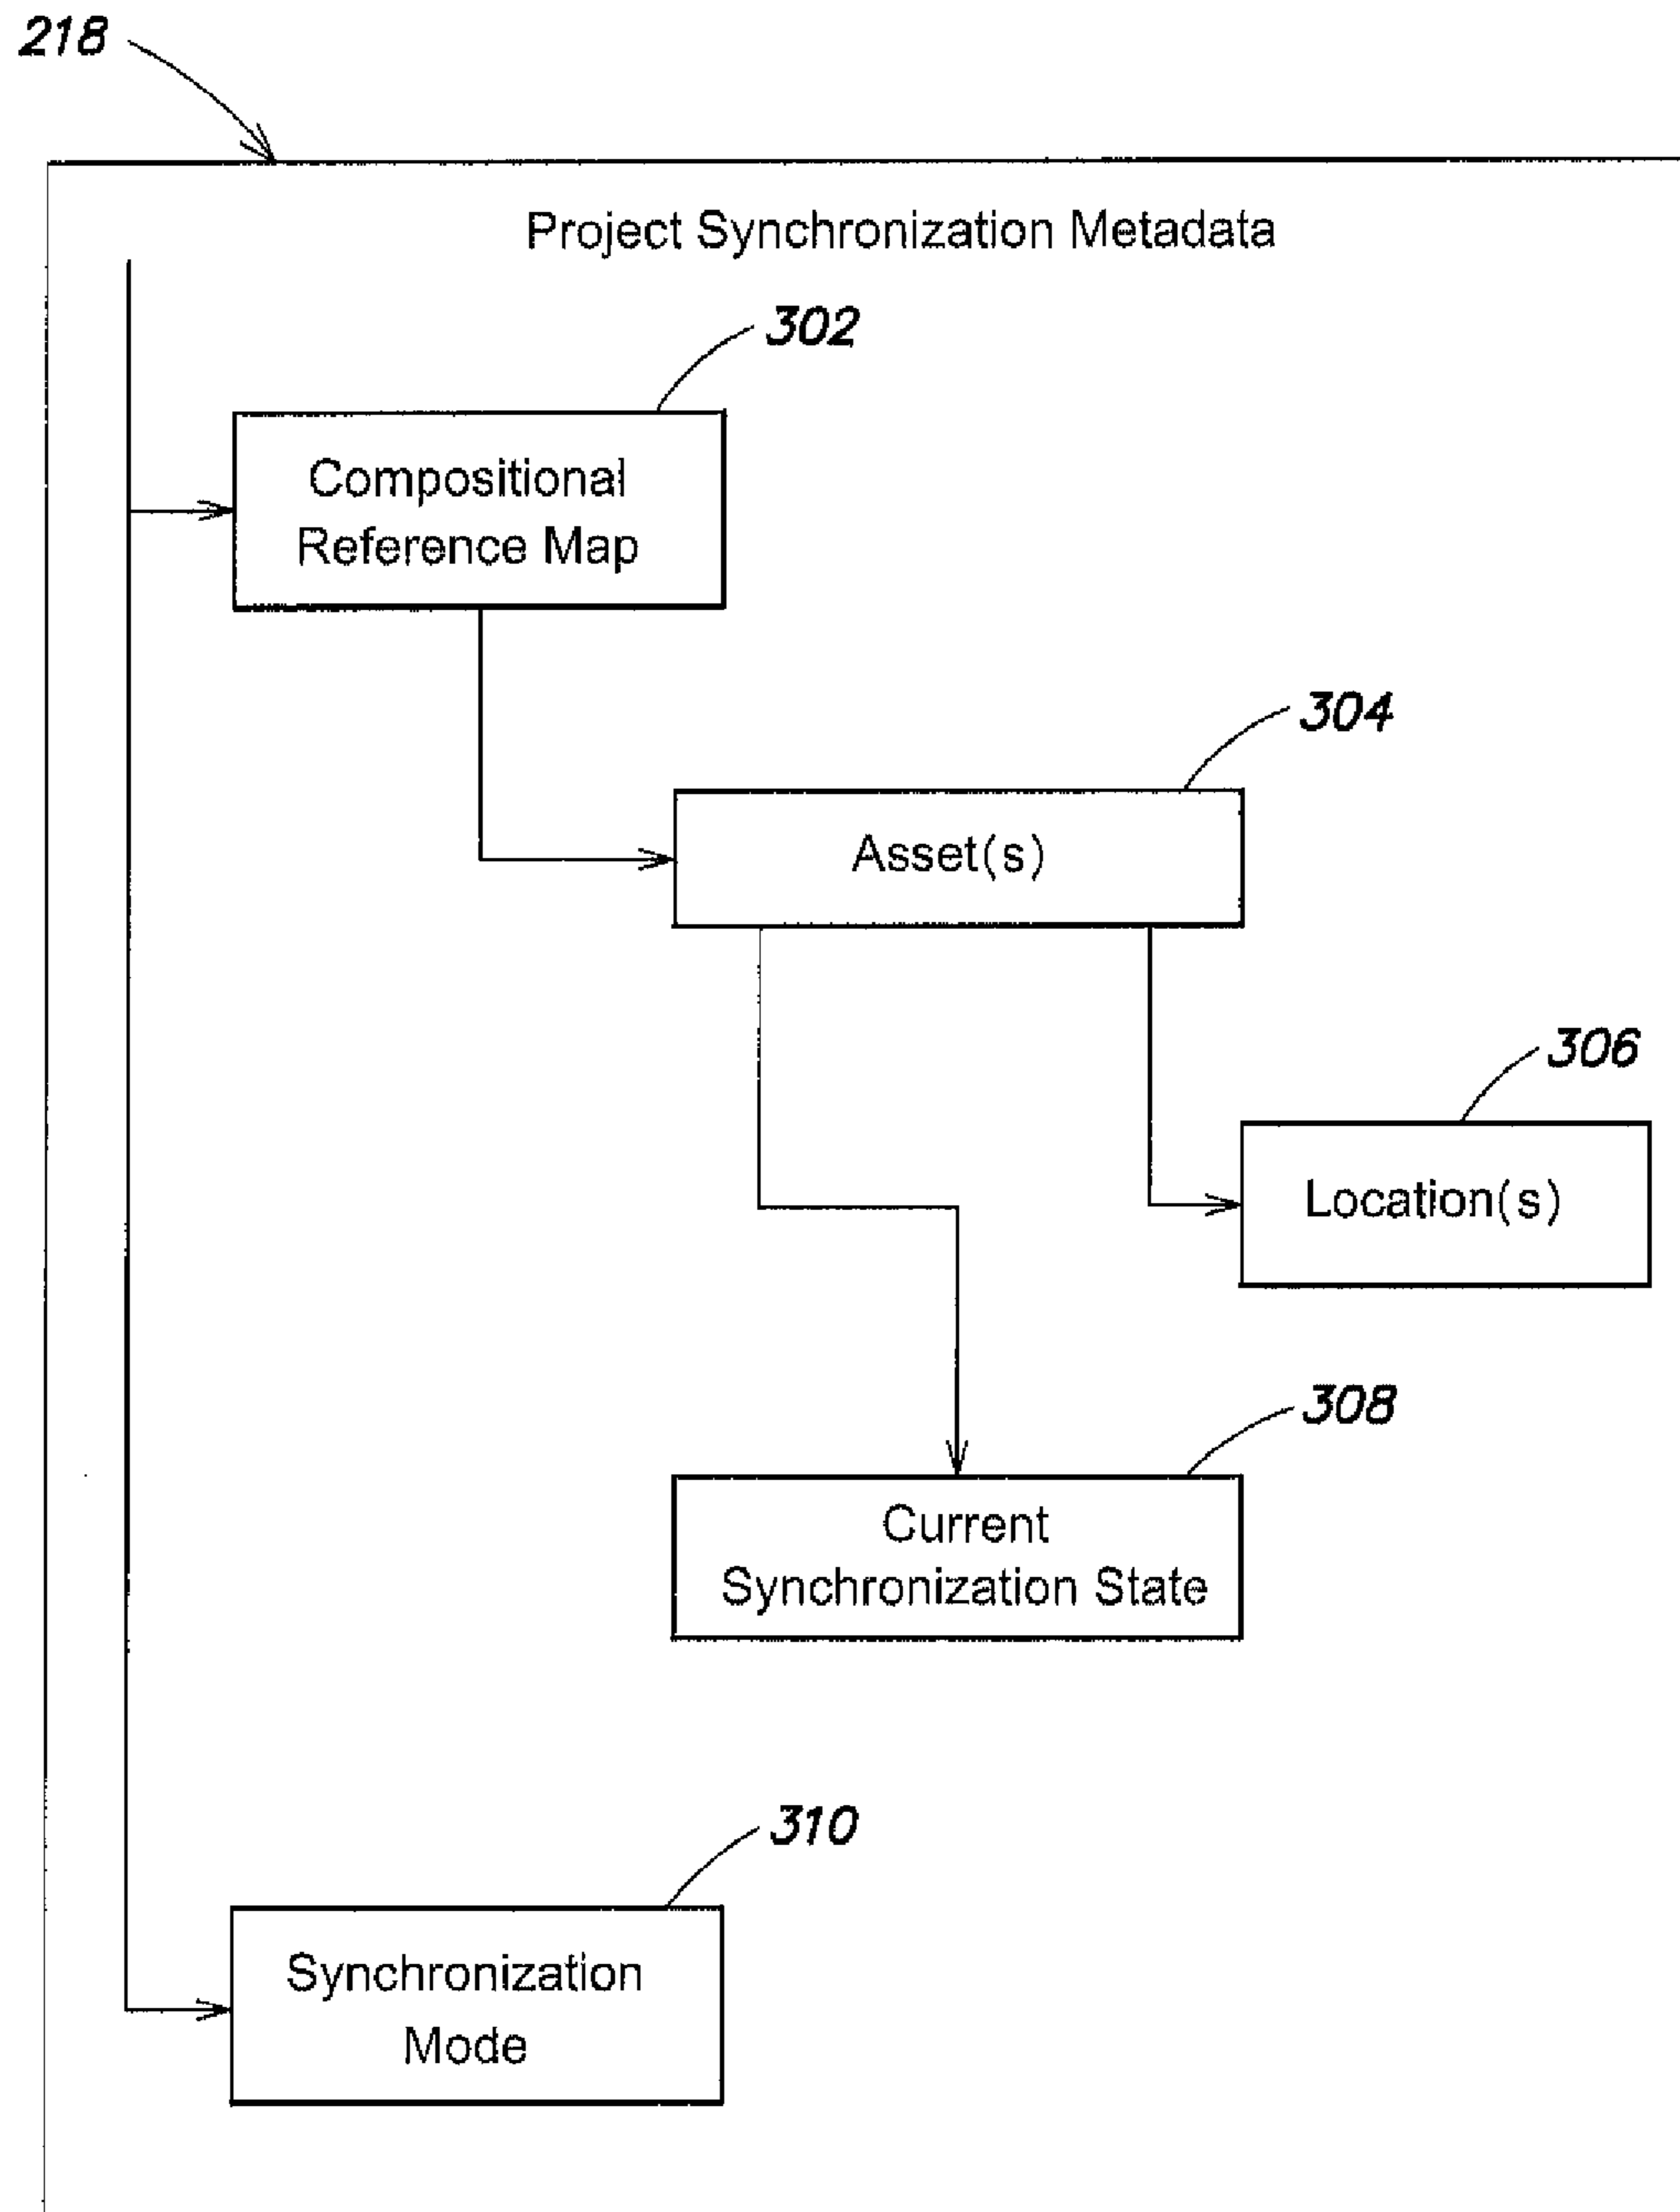 218
Project Synchronization Metadata
302
Compositional
Reference Map
304
Asset(s)
306
Location(s)
308
Current
Synchronization State
310
Synchronization
Mode